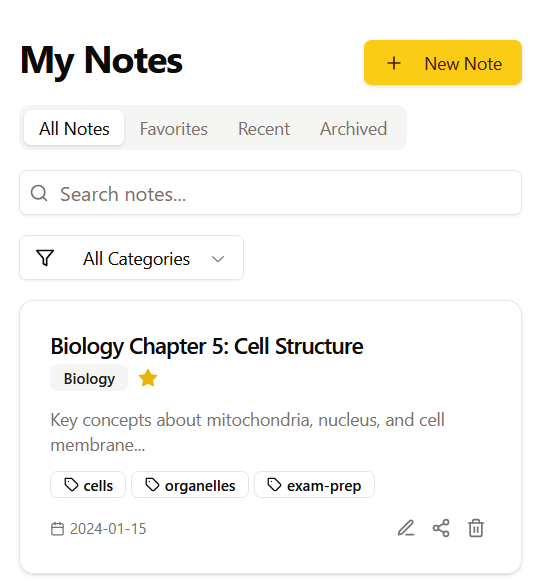 My Notes
New Note
All Notes Favorites Recent Archived
Search notes...
All Categories
Biology Chapter 5: Cell Structure
Biology
Key concepts about mitochondria, nucleus, and cell
membrane...
cells organelles exam-prep
2024-01-15